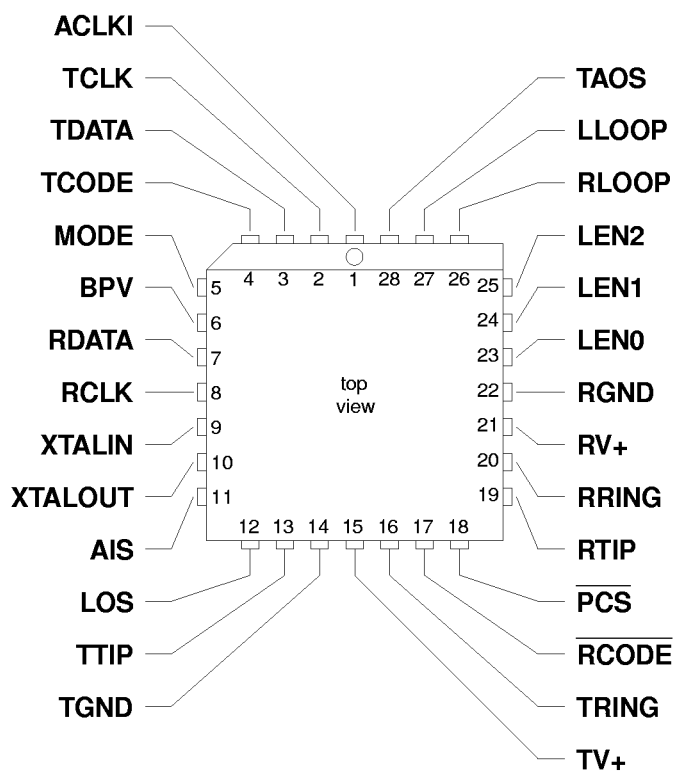 ACLKI
TCLK
TAOS
TDATA
LLOOP
TCODE
RLOOP
MODE
LEN2
BPV
LEN1
RDATA
LEN0
RCLK
RGND
XTALIN
RV+
XTALOUT
RRING
AIS
RTIP
LOS
PCS
TTIP
RCODE
TGND
TRING
TV+
4 3 2 1 28 27 26
5 25
6 24
7 23
8 22
9 21
10 20
11 19
top
view
12 13 14 15 16 17 18